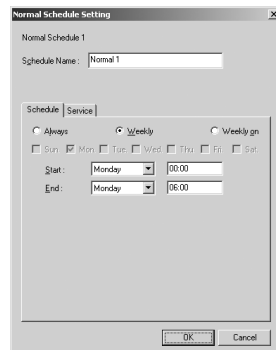 Normal Schedule Setting
Normal Schedule 1
Schedule Name : Normal 1
Schedule Service
Always Weekly Weekly on
Sun. Mon. Tue. Wed. Thu. Fri. Sat.
Start : Monday 00:00
End : Monday 06:00
OK Cancel